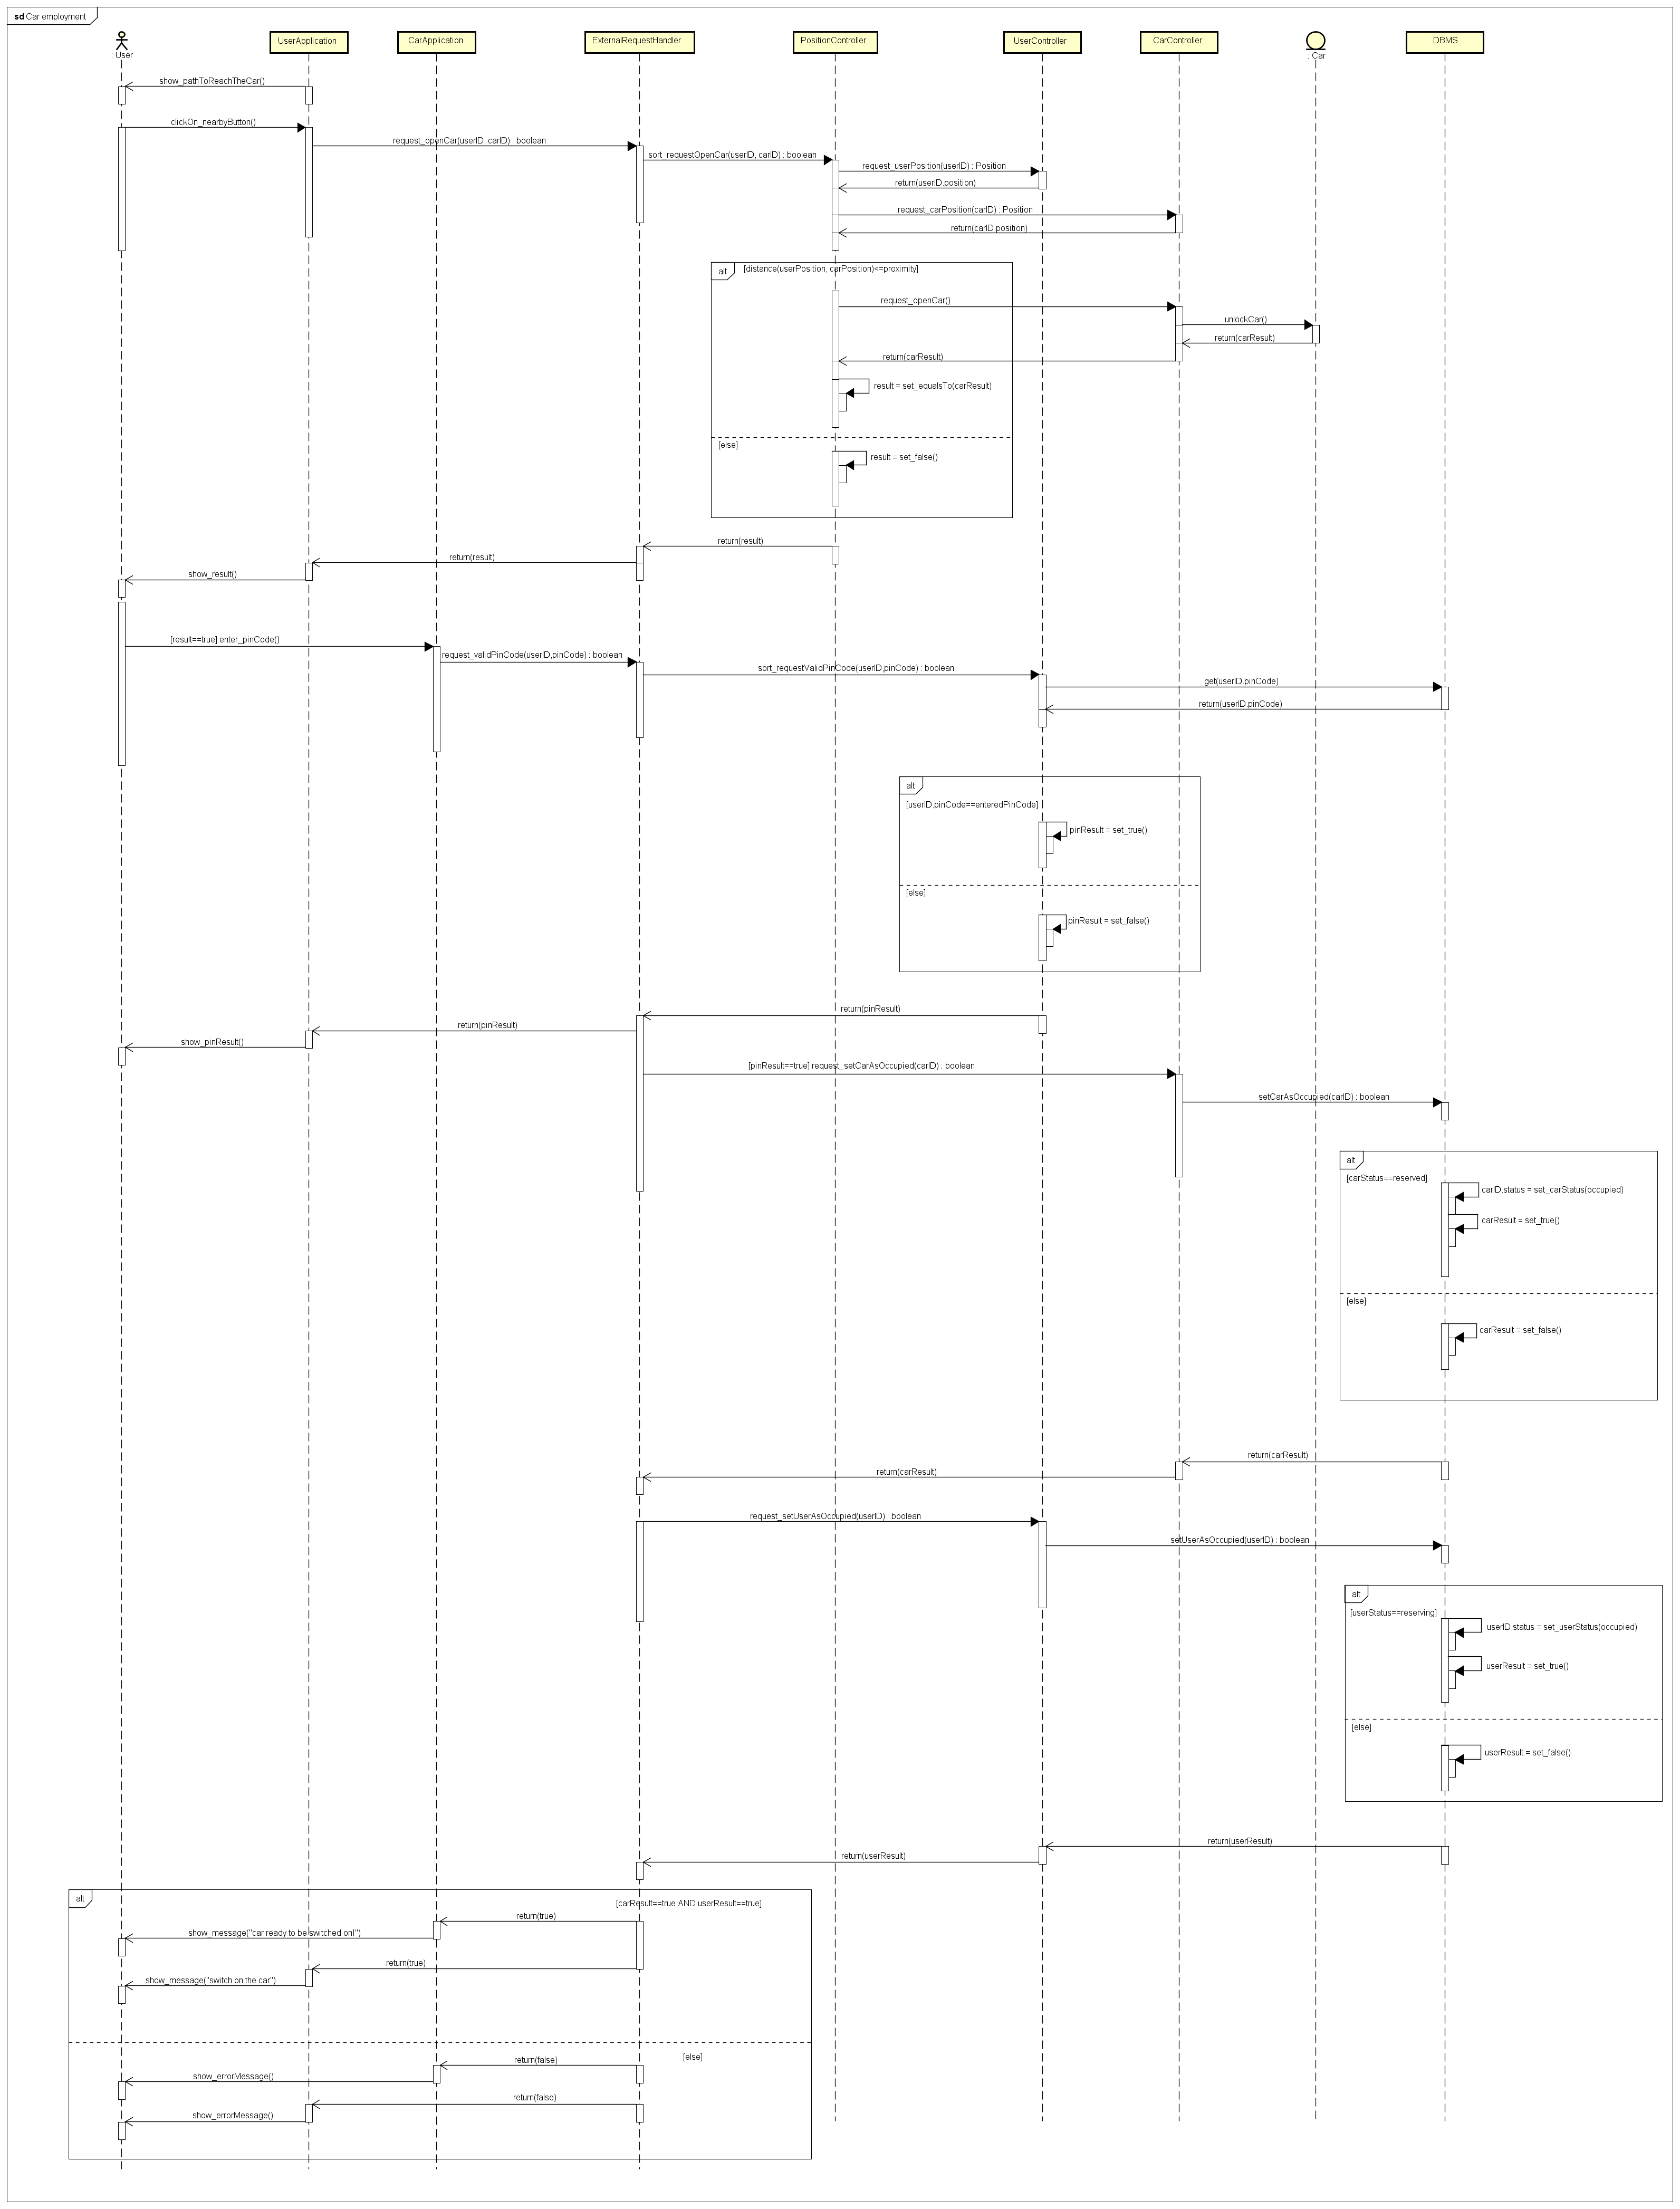 sd Car employment
: User
UserApplication
CarApplication
ExternalRequestHandler
PositionController
UserController
CarController
: Car
DBMS
show_pathToReachTheCar()
clickOn_nearbyButton()
request_openCar(userID, carID) : boolean
sort_requestOpenCar(userID, carID) : boolean
request_userPosition(userID) : Position
return(userID.position)
request_carPosition(carID) : Position
return(carID.position)
alt
[distance(userPosition, carPosition)<=proximity]
request_openCar()
unlockCar()
return(carResult)
return(carResult)
result = set_equalsTo(carResult)
[else]
result = set_false()
return(result)
return(result)
show_result()
[result==true] enter_pinCode()
request_validPinCode(userID,pinCode) : boolean
sort_requestValidPinCode(userID,pinCode) : boolean
get(userID.pinCode)
return(userID.pinCode)
alt
[userID.pinCode==enteredPinCode]
pinResult = set_true()
[else]
pinResult = set_false()
return(pinResult)
return(pinResult)
show_pinResult()
[pinResult==true] request_setCarAsOccupied(carID) : boolean
setCarAsOccupied(carID) : boolean
alt
[carStatus==reserved]
carID.status = set_carStatus(occupied)
carResult = set_true()
[else]
carResult = set_false()
return(carResult)
return(carResult)
request_setUserAsOccupied(userID) : boolean
setUserAsOccupied(userID) : boolean
alt
[userStatus==reserving]
userID.status = set_userStatus(occupied)
userResult = set_true()
[else]
userResult = set_false()
return(userResult)
return(userResult)
alt
[carResult==true AND userResult==true]
return(true)
show_message("car ready to be switched on!")
return(true)
show_message("switch on the car")
[else]
return(false)
show_errorMessage()
return(false)
show_errorMessage()